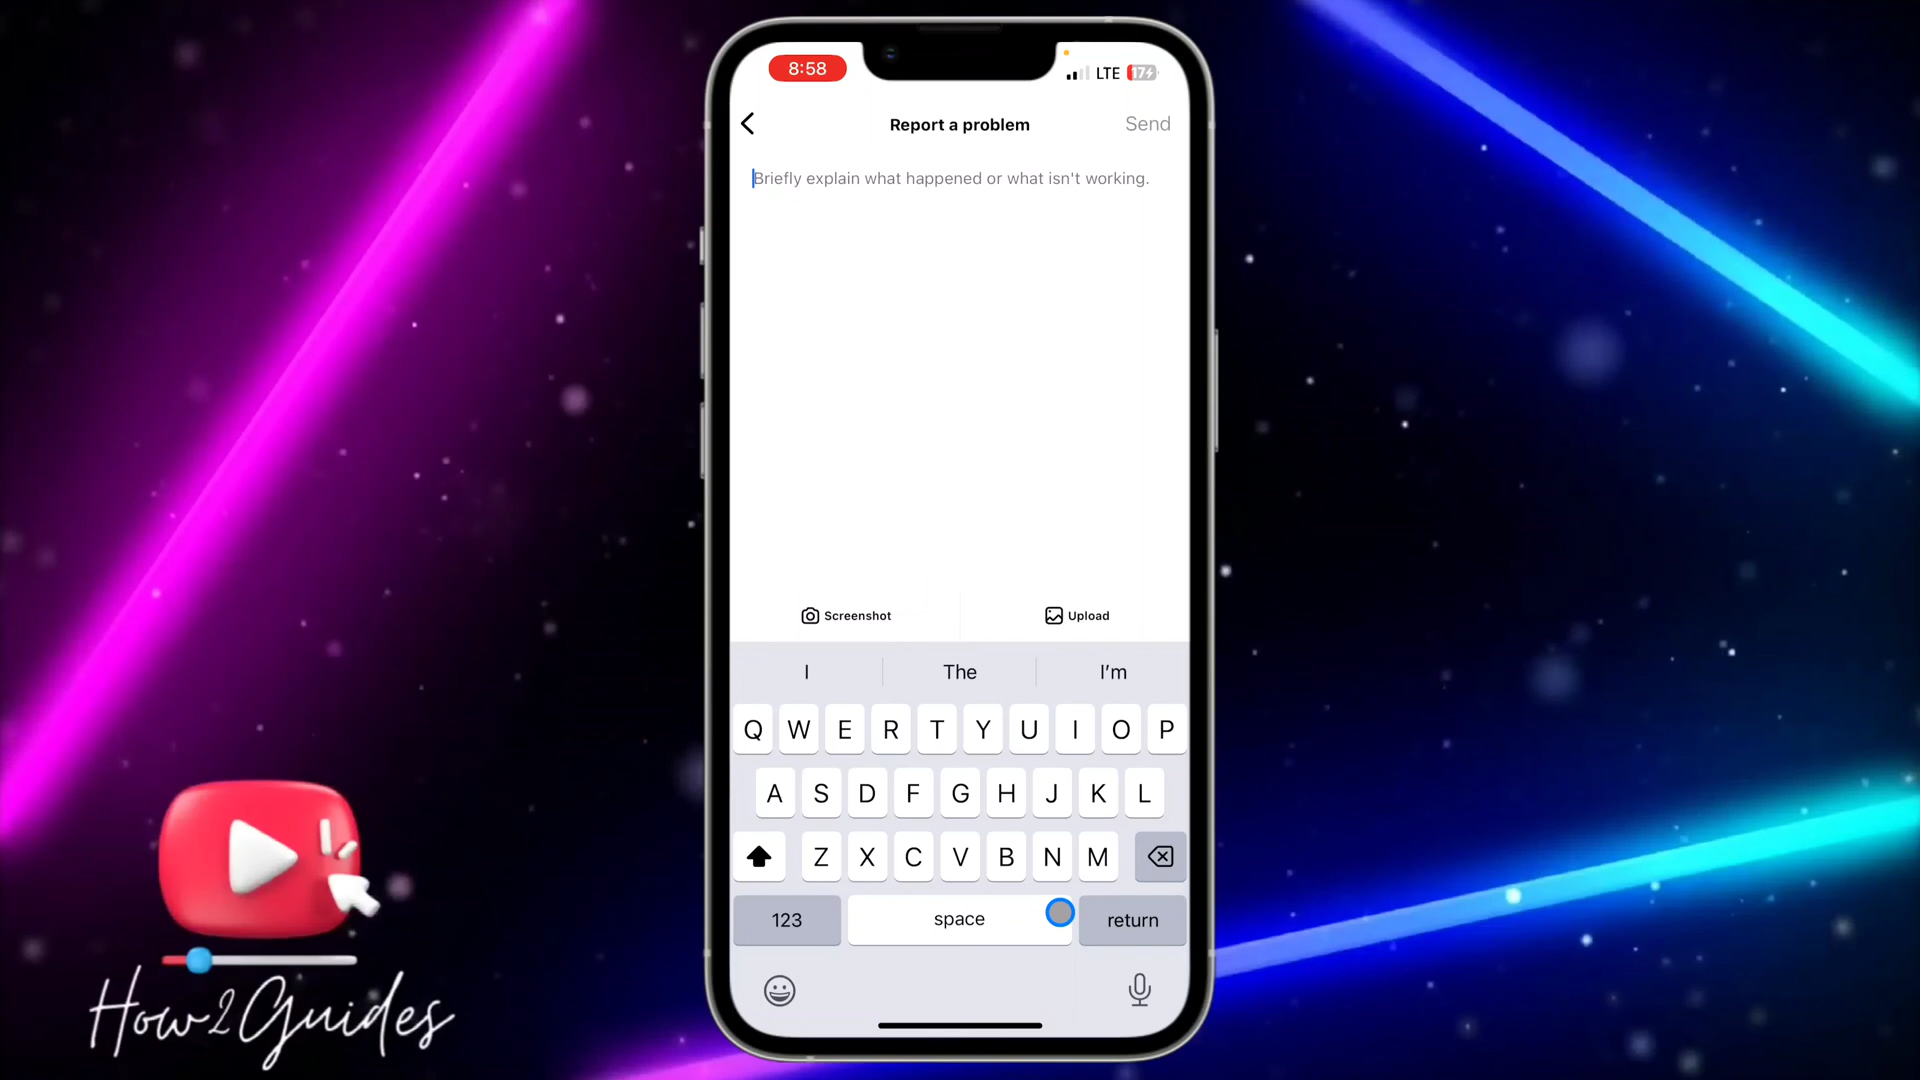 8:58
LTE 17
Report a problem
Send
Briefly explain what happened or what isn't working.
Screenshot
Upload
I The I'm
Q W E R T Y U I O P
A S D F G H J K L
Z X C V B N M
123 space return
How2Guides